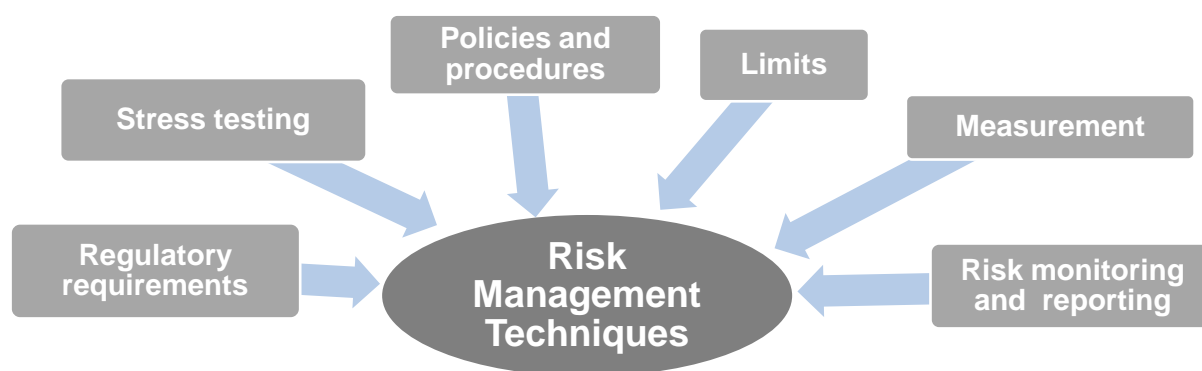 Policies and
procedures
Limits
Stress testing
Measurement
Regulatory
requirements
Risk
Management
Techniques
Risk monitoring
and reporting